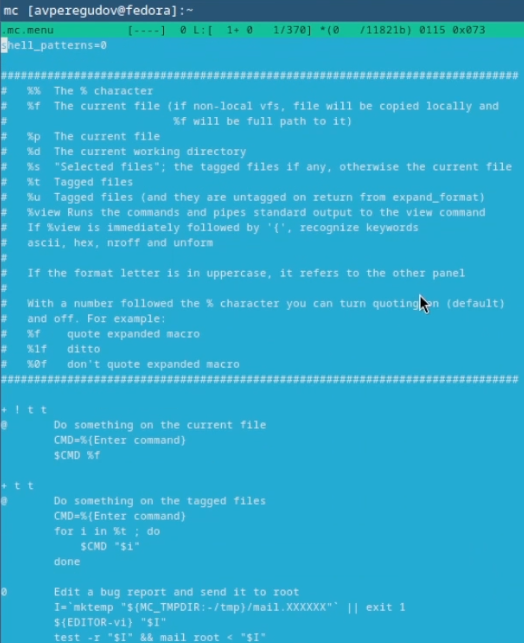 mc [avperegudov@fedora]:~
.mc.menu          [----]  0 L:[  1+ 0   1/370] *(0   /11821b) 0115 0x073
shell_patterns=0
###############################################################################
#   %%  The % character
#   %f  The current file (if non-local vfs, file will be copied locally and
#                         %f will be full path to it)
#   %p  The current file
#   %d  The current working directory
#   %s  "Selected files"; the tagged files if any, otherwise the current file
#   %t  Tagged files
#   %u  Tagged files (and they are untagged on return from expand_format)
#   %view Runs the commands and pipes standard output to the view command
#   If %view is immediately followed by '{', recognize keywords
#   ascii, hex, nroff and unform
#
#   If the format letter is in uppercase, it refers to the other panel
#
#   With a number followed the % character you can turn quoting on (default)
#   and off. For example:
#   %f    quote expanded macro
#   %1f   ditto
#   %0f   don't quote expanded macro
###############################################################################
+ ! t t
@       Do something on the current file
        CMD=%{Enter command}
        $CMD %f
+ t t
@       Do something on the tagged files
        CMD=%{Enter command}
        for i in %t ; do
            $CMD "$i"
        done
0       Edit a bug report and send it to root
        I=`mktemp "${MC_TMPDIR:-/tmp}/mail.XXXXXX"` || exit 1
        ${EDITOR-vi} "$I"
        test -r "$I" && mail root < "$I"